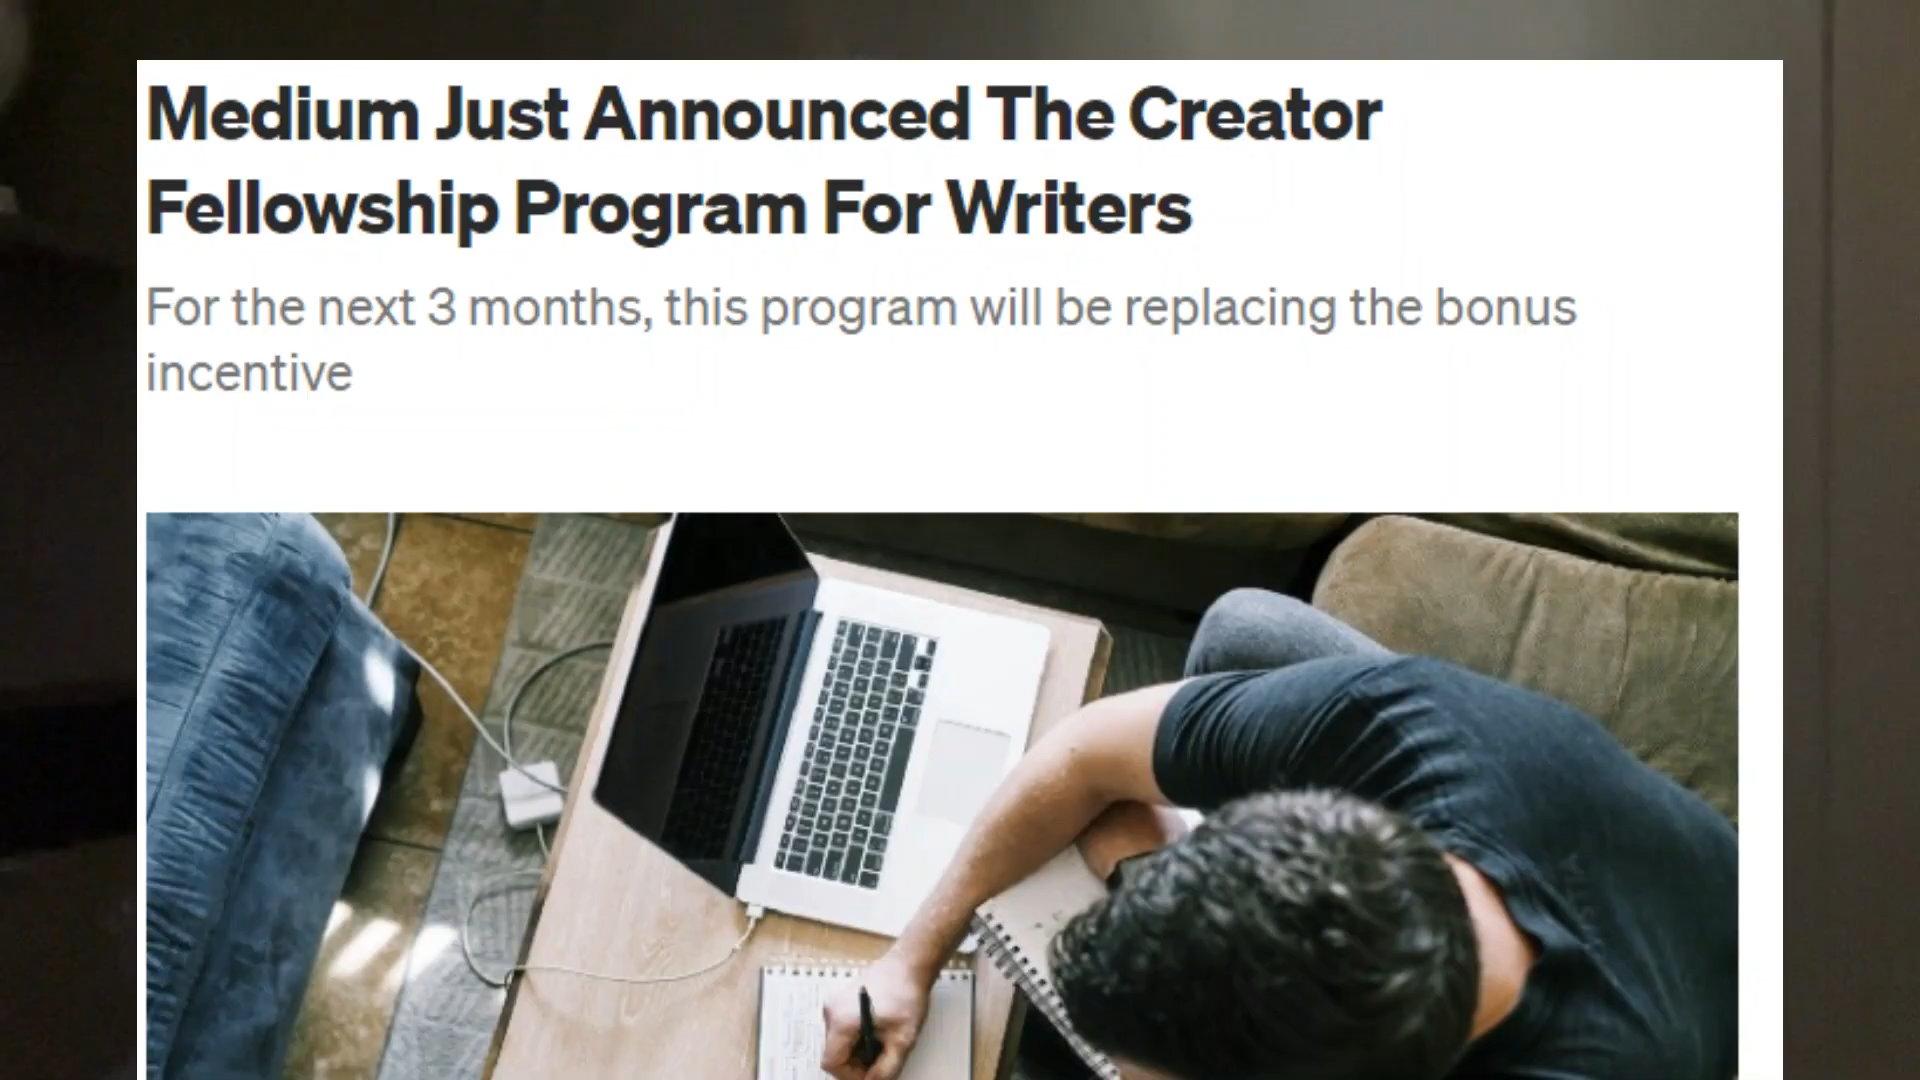 Medium Just Announced The Creator
Fellowship Program For Writers
For the next 3 months, this program will be replacing the bonus
incentive